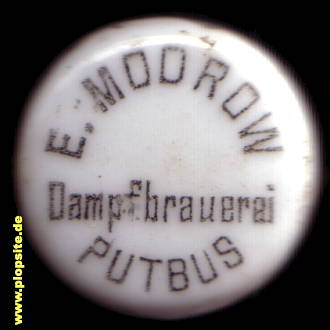 E. MODROW
Dampfbrauerei
PUTBUS
www.plopsite.de